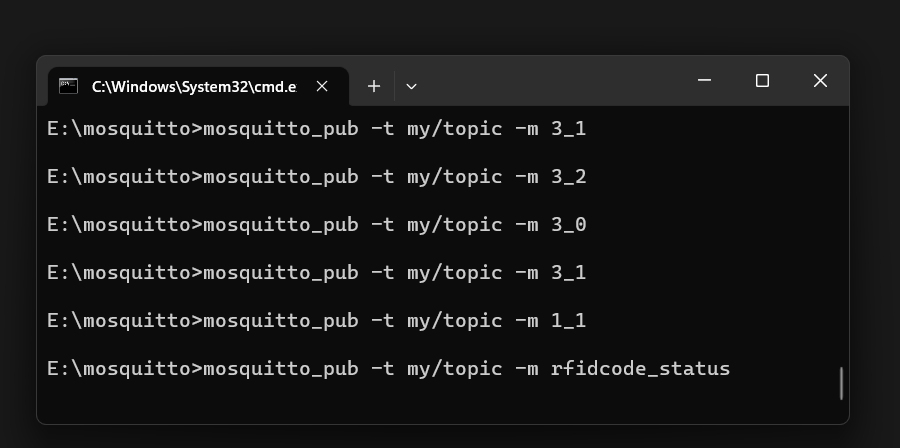 C:\Windows\System32\cmd.e
E:\mosquitto>mosquitto_pub -t my/topic -m 3_1
E:\mosquitto>mosquitto_pub -t my/topic -m 3_2
E:\mosquitto>mosquitto_pub -t my/topic -m 3_0
E:\mosquitto>mosquitto_pub -t my/topic -m 3_1
E:\mosquitto>mosquitto_pub -t my/topic -m 1_1
E:\mosquitto>mosquitto_pub -t my/topic -m rfidcode_status